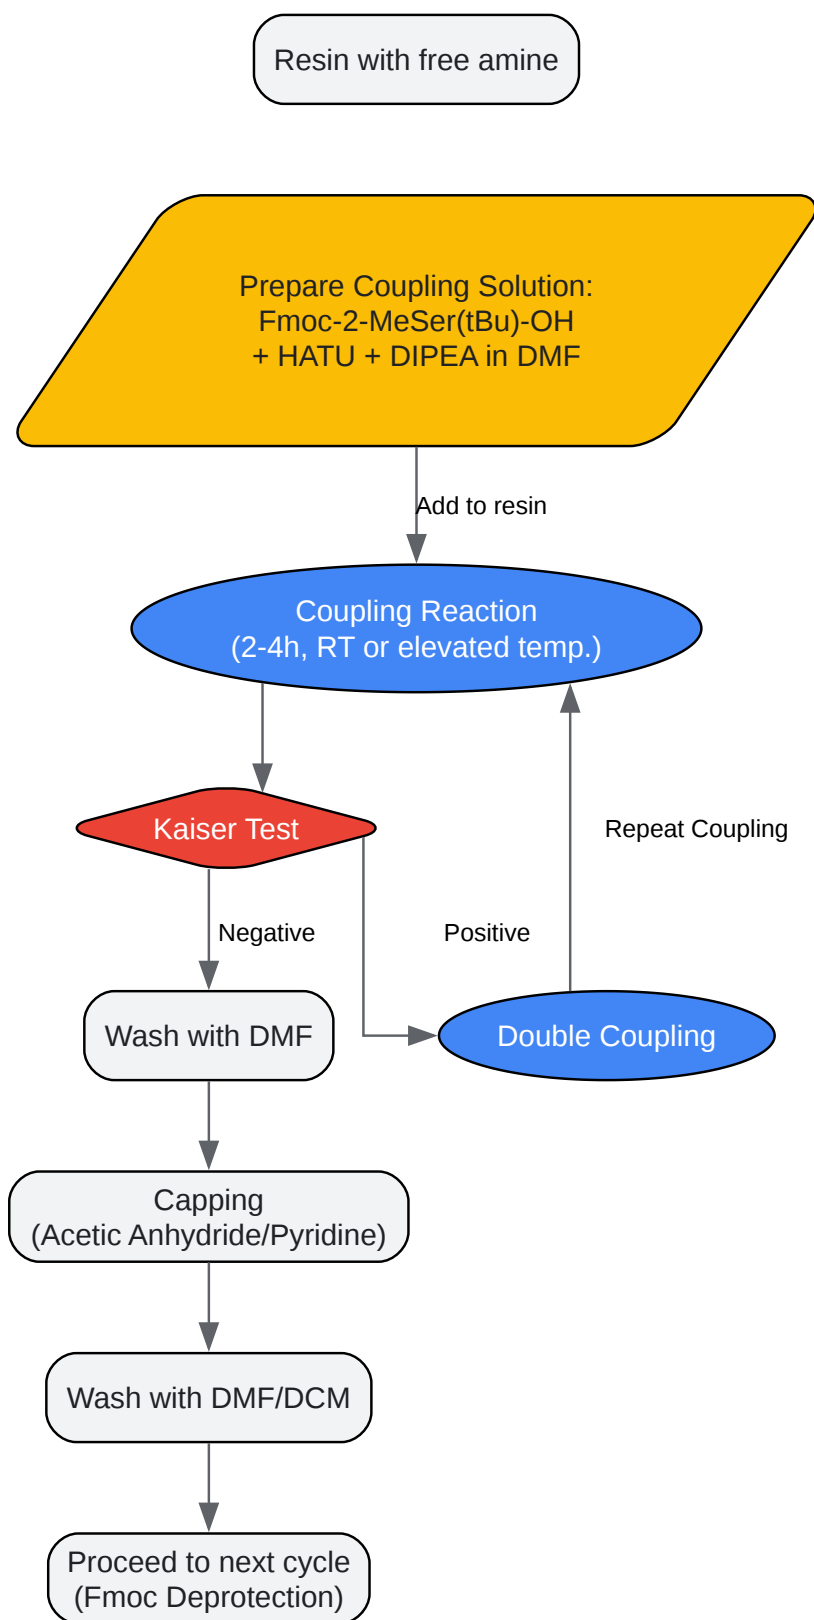 Resin with free amine
Prepare Coupling Solution:
Fmoc-2-MeSer(tBu)-OH
+ HATU + DIPEA in DMF
Add to resin
Coupling Reaction
(2-4h, RT or elevated temp.)
Kaiser Test
Repeat Coupling
Negative
Positive
Wash with DMF
Double Coupling
Capping
(Acetic Anhydride/Pyridine)
Wash with DMF/DCM
Proceed to next cycle
(Fmoc Deprotection)